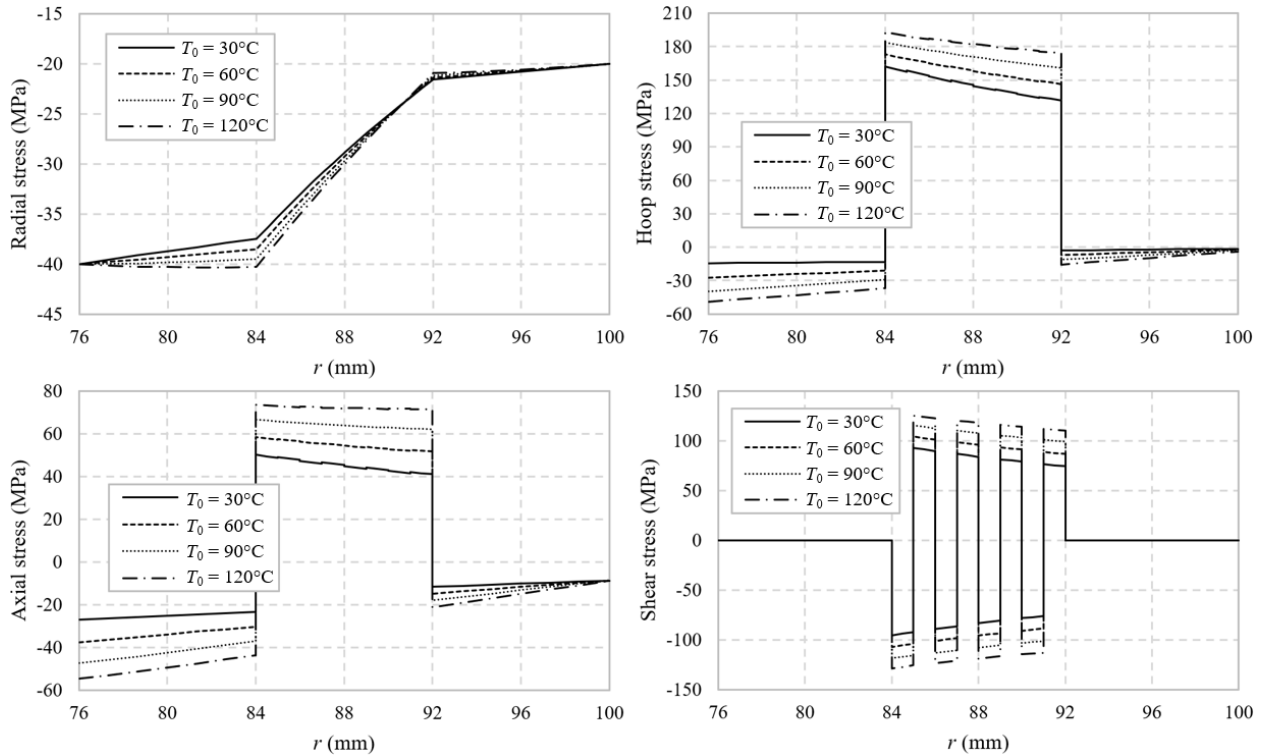 -15
-20
-25
-30
-35
-40
-45
Radial stress (MPa)
T0 = 30°C
T0 = 60°C
T0 = 90°C
T0 = 120°C
76 80 84 88 92 96 100
r (mm)
210
180
150
120
90
60
30
0
-30
-60
Hoop stress (MPa)
T0 = 30°C
T0 = 60°C
T0 = 90°C
T0 = 120°C
76 80 84 88 92 96 100
r (mm)
80
60
40
20
0
-20
-40
-60
Axial stress (MPa)
T0 = 30°C
T0 = 60°C
T0 = 90°C
T0 = 120°C
76 80 84 88 92 96 100
r (mm)
150
100
50
0
-50
-100
-150
Shear stress (MPa)
T0 = 30°C
T0 = 60°C
T0 = 90°C
T0 = 120°C
76 80 84 88 92 96 100
r (mm)